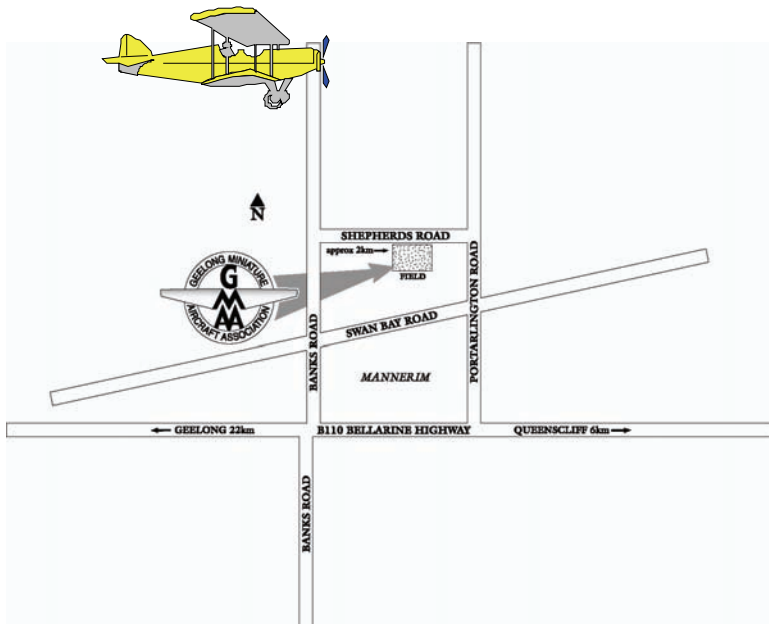 N
SHEPHERDS ROAD
approx 2km→
FIELD
GEELONG MINIATURE
G
M
AA
AIRCRAFT ASSOCIATION
BANKS ROAD
SWAN BAY ROAD
PORTARLINGTON ROAD
MANNERIM
← GEELONG 22km
B110 BELLARINE HIGHWAY
QUEENSCLIFF 6km →
BANKS ROAD